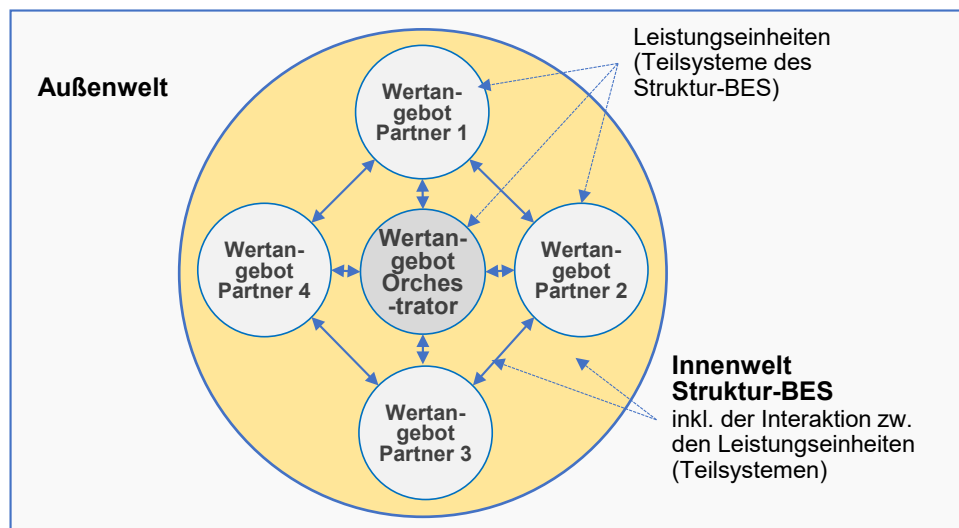 Außenwelt
Leistungseinheiten
(Teilsysteme des
Struktur-BES)
Wertan-
gebot
Partner 1
Wertan-
gebot
Partner 4
Wertan-
gebot
Orches
-trator
Wertan-
gebot
Partner 2
Wertan-
gebot
Partner 3
Innenwelt
Struktur-BES
inkl. der Interaktion zw.
den Leistungseinheiten
(Teilsystemen)